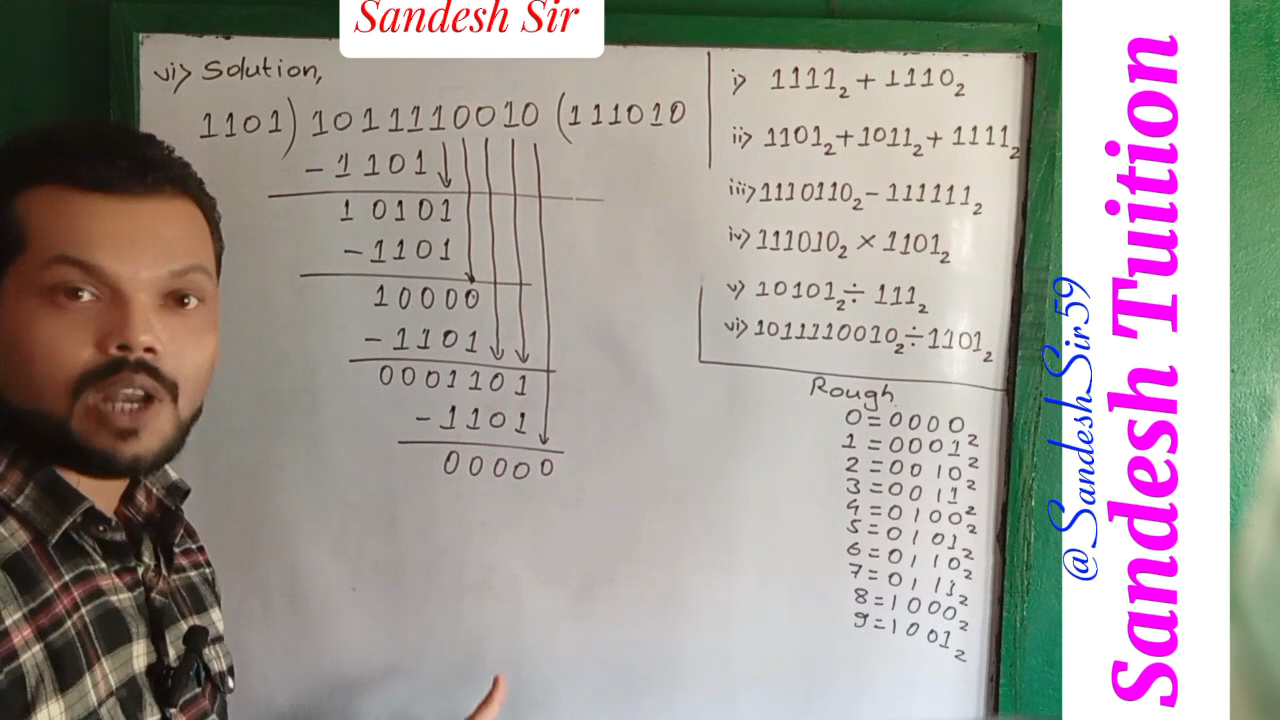 Sandesh Sir
vi> Solution,
1101)1011110010(111010
-1101
10101
-1101
10000
-1101
0001101
-1101
00000
i> 1111₂+1110₂
ii> 1101₂+1011₂+1111₂
iii> 1110110₂-111111₂
iv> 111010₂×1101₂
v> 10101₂÷111₂
vi> 1011110010₂÷1101₂
Rough
0=0000₂
1=0001₂
2=0010₂
3=0011₂
4=0100₂
5=0101₂
6=0110₂
7=0111₂
8=1000₂
9=1001₂
@SandeshSir59
Sandesh Tuition